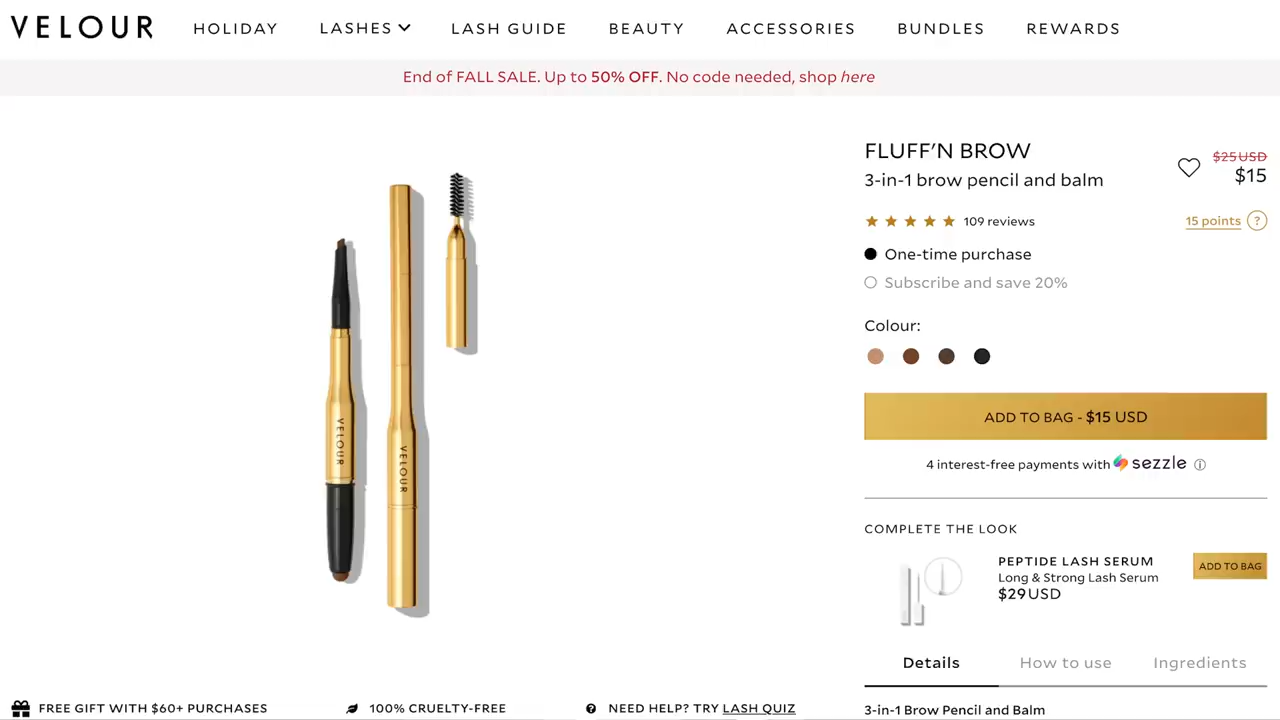 VELOUR HOLIDAY LASHES LASH GUIDE BEAUTY ACCESSORIES BUNDLES REWARDS
End of FALL SALE. Up to 50% OFF. No code needed, shop here
FLUFF'N BROW
$25USD
3-in-1 brow pencil and balm
$15
109 reviews
15 points ?
One-time purchase
Subscribe and save 20%
Colour:
ADD TO BAG - $15 USD
4 interest-free payments with sezzle ⓘ
COMPLETE THE LOOK
PEPTIDE LASH SERUM
Long & Strong Lash Serum
$29USD
ADD TO BAG
Details How to use Ingredients
3-in-1 Brow Pencil and Balm
VELOUR
VELOUR
FREE GIFT WITH $60+ PURCHASES 100% CRUELTY-FREE ? NEED HELP? TRY LASH QUIZ